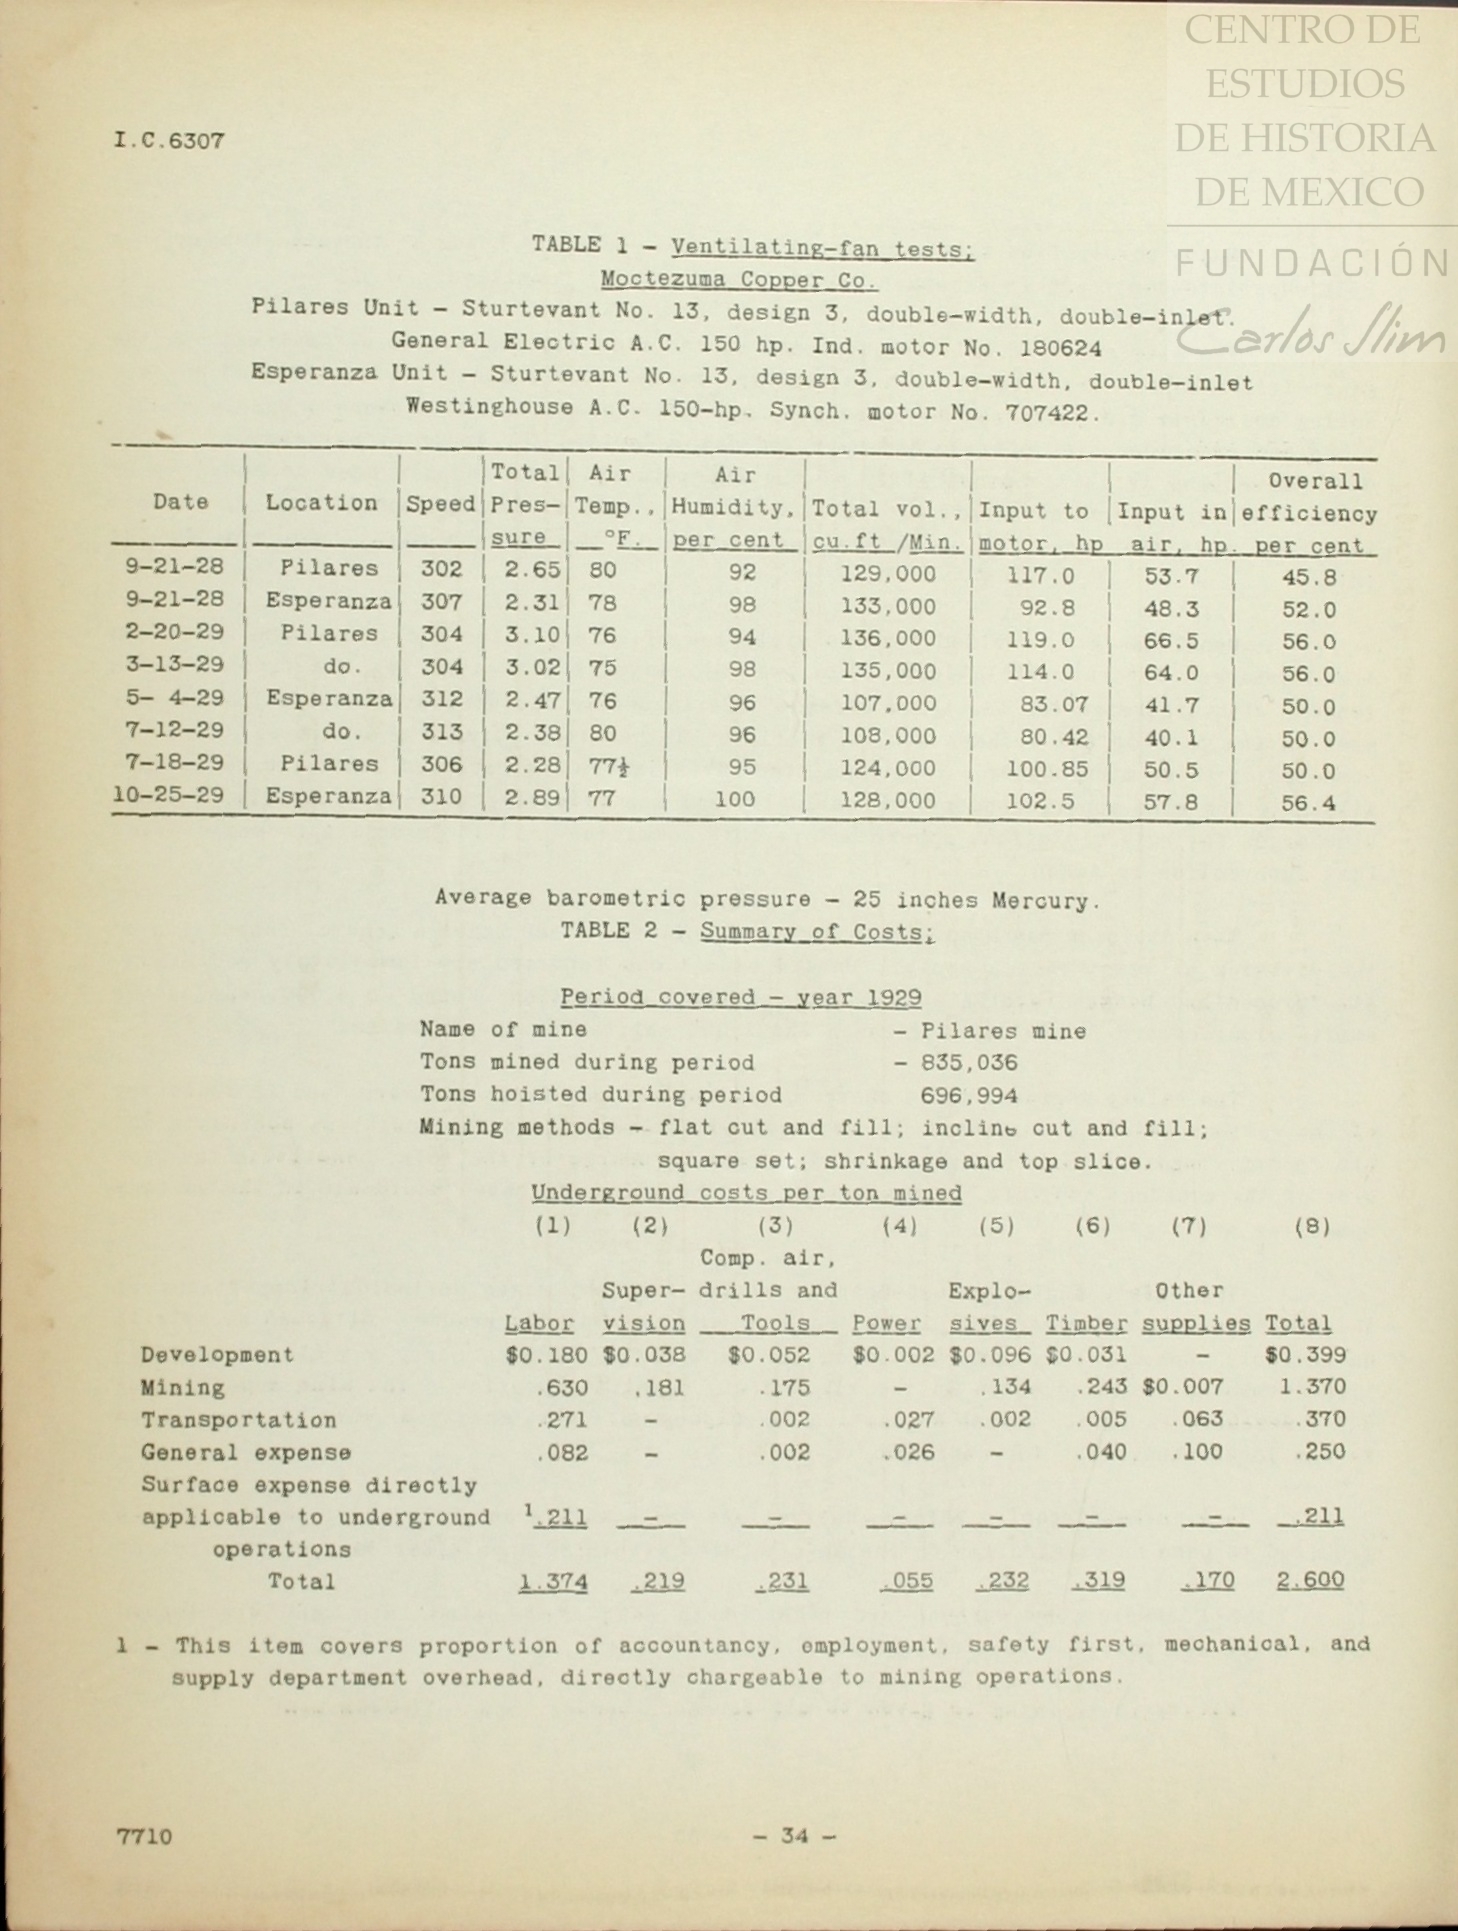 CENTRO DE
ESTUDIOS
DE HISTORIA
DE MEXICO
FUNDACIÓN
Carlos Slim
I.C.6307
TABLE 1 - Ventilating-fan tests;
Moctezuma Copper Co.
Pilares Unit - Sturtevant No. 13, design 3, double-width, double-inlet.
General Electric A.C. 150 hp. Ind. motor No. 180624
Esperanza Unit - Sturtevant No. 13, design 3, double-width, double-inlet
Westinghouse A.C. 150-hp. Synch. motor No. 707422.
Total Air Air Overall
Date Location Speed Pres- Temp., Humidity, Total vol., Input to Input in efficiency
sure °F. per cent cu.ft /Min. motor, hp air, hp. per cent
9-21-28 Pilares 302 2.65 80 92 129,000 117.0 53.7 45.8
9-21-28 Esperanza 307 2.31 78 98 133,000 92.8 48.3 52.0
2-20-29 Pilares 304 3.10 76 94 136,000 119.0 66.5 56.0
3-13-29 do. 304 3.02 75 98 135,000 114.0 64.0 56.0
5- 4-29 Esperanza 312 2.47 76 96 107,000 83.07 41.7 50.0
7-12-29 do. 313 2.38 80 96 108,000 80.42 40.1 50.0
7-18-29 Pilares 306 2.28 77½ 95 124,000 100.85 50.5 50.0
10-25-29 Esperanza 310 2.89 77 100 128,000 102.5 57.8 56.4
Average barometric pressure - 25 inches Mercury.
TABLE 2 - Summary of Costs;
Period covered - year 1929
Name of mine - Pilares mine
Tons mined during period - 835,036
Tons hoisted during period 696,994
Mining methods - flat cut and fill; incline cut and fill;
square set; shrinkage and top slice.
Underground costs per ton mined
(1) (2) (3) (4) (5) (6) (7) (8)
Comp. air,
Super- drills and Explo- Other
Labor vision Tools Power sives Timber supplies Total
Development $0.180 $0.038 $0.052 $0.002 $0.096 $0.031 - $0.399
Mining .630 .181 .175 - .134 .243 $0.007 1.370
Transportation .271 - .002 .027 .002 .005 .063 .370
General expense .082 - .002 .026 - .040 .100 .250
Surface expense directly
applicable to underground 1.211 - - - - - - .211
operations
Total 1.374 .219 .231 .055 .232 .319 .170 2.600
1 - This item covers proportion of accountancy, employment, safety first, mechanical, and
supply department overhead, directly chargeable to mining operations.
7710 - 34 -